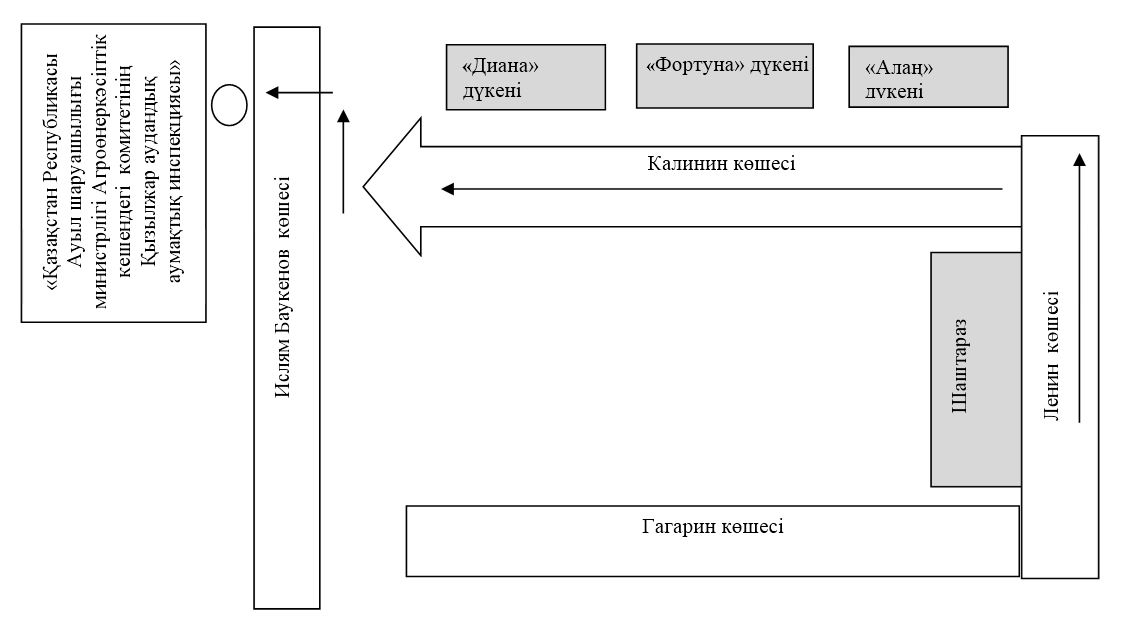 «Қазақстан Республикасы
Ауыл шаруашылығы
министрлігі Агроөнеркәсіптік
кешендегі комитетінің
Қызылжар аудандық
аумақтық инспекциясы»
Ислям Баукенов көшесі
«Диана»
дүкені
«Фортуна» дүкені
«Алаң»
дүкені
Калинин көшесі
Шаштараз
Ленин көшесі
Гагарин көшесі